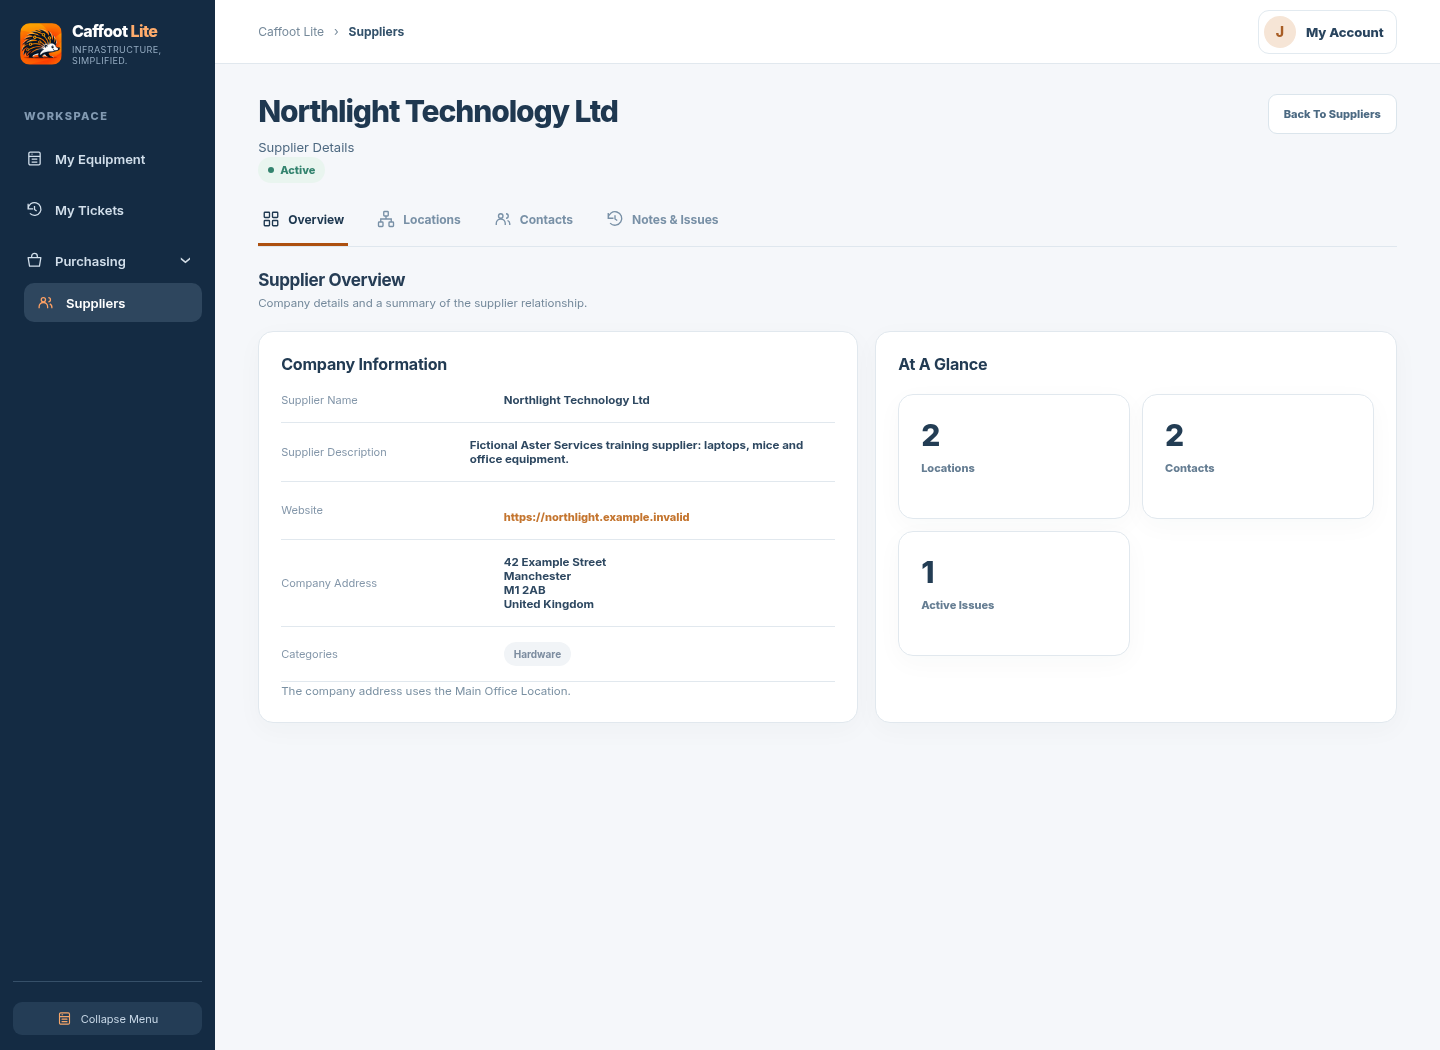 Caffoot Lite
INFRASTRUCTURE,
SIMPLIFIED.
WORKSPACE
My Equipment
My Tickets
Purchasing
Suppliers
Collapse Menu
Caffoot Lite › Suppliers
J My Account
Northlight Technology Ltd
Back To Suppliers
Supplier Details
Active
Overview Locations Contacts Notes & Issues
Supplier Overview
Company details and a summary of the supplier relationship.
Company Information
Supplier Name Northlight Technology Ltd
Supplier Description Fictional Aster Services training supplier: laptops, mice and
office equipment.
Website https://northlight.example.invalid
Company Address 42 Example Street
Manchester
M1 2AB
United Kingdom
Categories Hardware
The company address uses the Main Office Location.
At A Glance
2
Locations
2
Contacts
1
Active Issues